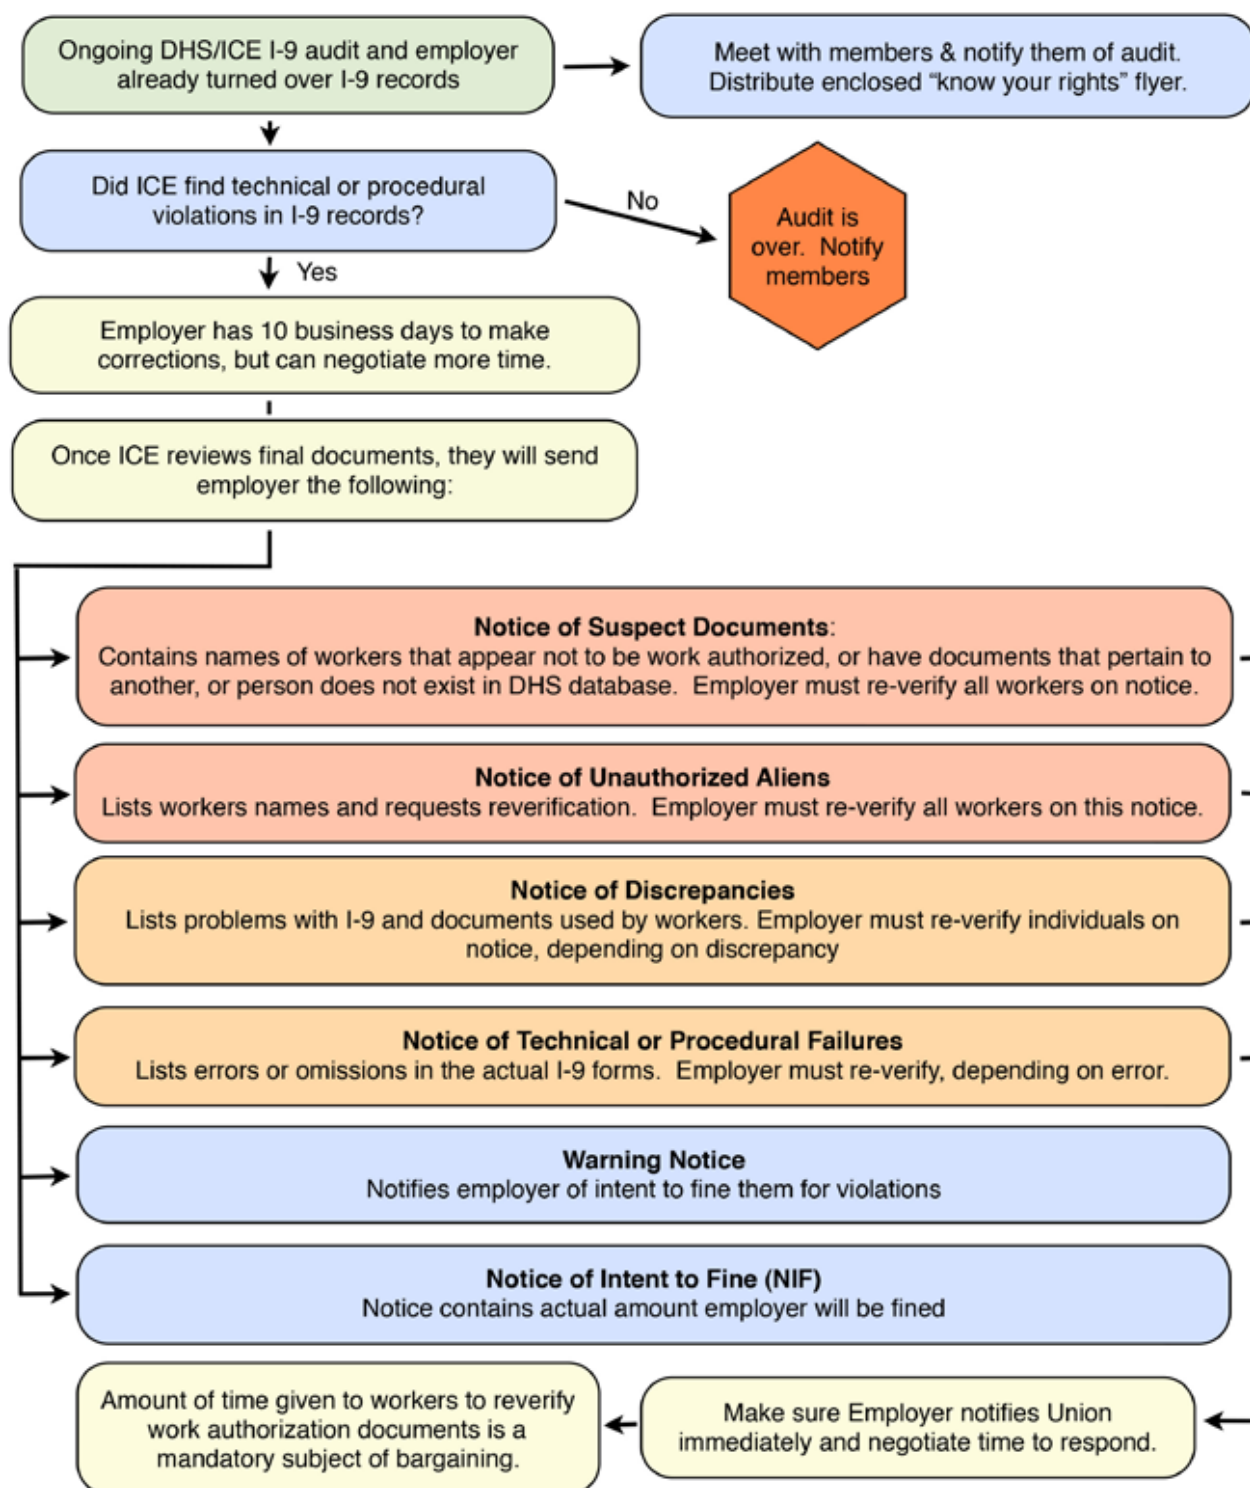 Ongoing DHS/ICE I-9 audit and employer
already turned over I-9 records
Meet with members & notify them of audit.
Distribute enclosed “know your rights” flyer.
Did ICE find technical or procedural
violations in I-9 records?
No
Audit is
over.  Notify
members
Yes
Employer has 10 business days to make
corrections, but can negotiate more time.
Once ICE reviews final documents, they will send
employer the following:
Notice of Suspect Documents:
Contains names of workers that appear not to be work authorized, or have documents that pertain to
another, or person does not exist in DHS database.  Employer must re-verify all workers on notice.
Notice of Unauthorized Aliens
Lists workers names and requests reverification.  Employer must re-verify all workers on this notice.
Notice of Discrepancies
Lists problems with I-9 and documents used by workers. Employer must re-verify individuals on
notice, depending on discrepancy
Notice of Technical or Procedural Failures
Lists errors or omissions in the actual I-9 forms.  Employer must re-verify, depending on error.
Warning Notice
Notifies employer of intent to fine them for violations
Notice of Intent to Fine (NIF)
Notice contains actual amount employer will be fined
Amount of time given to workers to reverify
work authorization documents is a
mandatory subject of bargaining.
Make sure Employer notifies Union
immediately and negotiate time to respond.